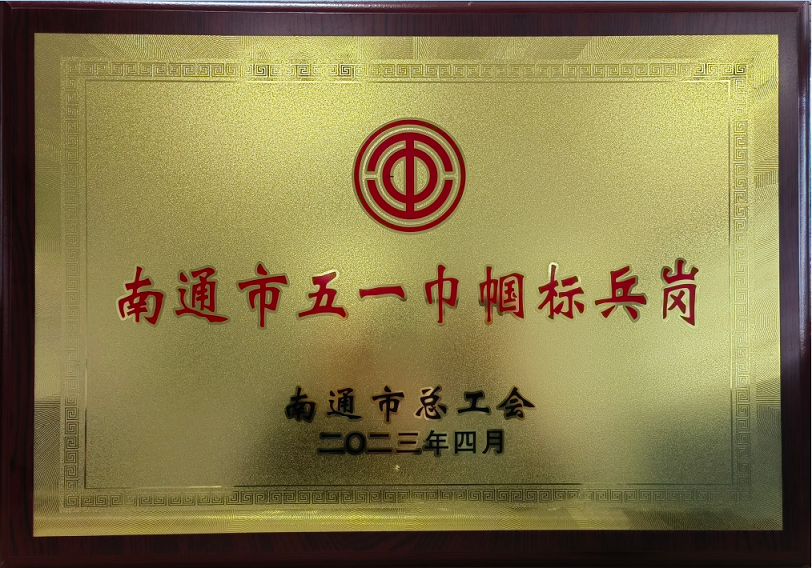 南通市五一巾帼标兵岗
南通市总工会
二〇二三年四月